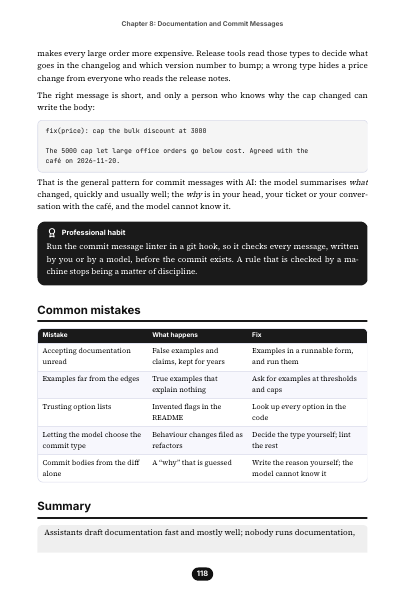 Chapter 8: Documentation and Commit Messages
makes every large order more expensive. Release tools read those types to decide what
goes in the changelog and which version number to bump; a wrong type hides a price
change from everyone who reads the release notes.
The right message is short, and only a person who knows why the cap changed can
write the body:
fix(price): cap the bulk discount at 3000
The 5000 cap let large office orders go below cost. Agreed with the
café on 2026-11-20.
That is the general pattern for commit messages with AI: the model summarises what
changed, quickly and usually well; the why is in your head, your ticket or your conver-
sation with the café, and the model cannot know it.
Professional habit
Run the commit message linter in a git hook, so it checks every message, written
by you or by a model, before the commit exists. A rule that is checked by a ma-
chine stops being a matter of discipline.
Common mistakes
Mistake What happens Fix
Accepting documentation unread False examples and claims, kept for years Examples in a runnable form, and run them
Examples far from the edges True examples that explain nothing Ask for examples at thresholds and caps
Trusting option lists Invented flags in the README Look up every option in the code
Letting the model choose the commit type Behaviour changes filed as refactors Decide the type yourself; lint the rest
Commit bodies from the diff alone A "why" that is guessed Write the reason yourself; the model cannot know it
Summary
Assistants draft documentation fast and mostly well; nobody runs documentation,
118